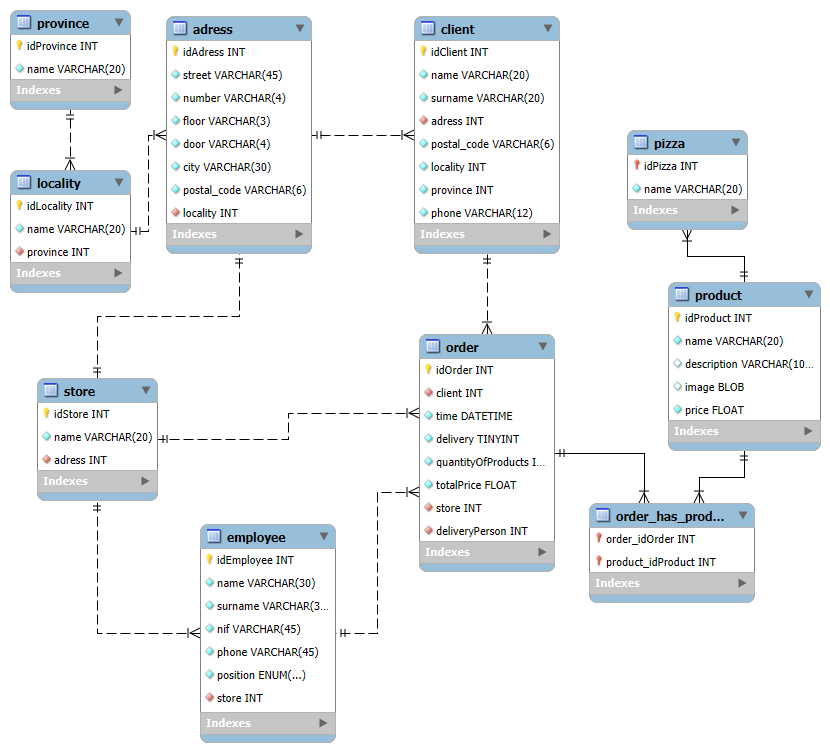 province
idProvince INT
name VARCHAR(20)
Indexes
locality
idLocality INT
name VARCHAR(20)
province INT
Indexes
adress
idAdress INT
street VARCHAR(45)
number VARCHAR(4)
floor VARCHAR(3)
door VARCHAR(4)
city VARCHAR(30)
postal_code VARCHAR(6)
locality INT
Indexes
client
idClient INT
name VARCHAR(20)
surname VARCHAR(20)
adress INT
postal_code VARCHAR(6)
locality INT
province INT
phone VARCHAR(12)
Indexes
pizza
idPizza INT
name VARCHAR(20)
Indexes
product
idProduct INT
name VARCHAR(20)
description VARCHAR(10...
image BLOB
price FLOAT
Indexes
store
idStore INT
name VARCHAR(20)
adress INT
Indexes
order
idOrder INT
client INT
time DATETIME
delivery TINYINT
quantityOfProducts I...
totalPrice FLOAT
store INT
deliveryPerson INT
Indexes
employee
idEmployee INT
name VARCHAR(30)
surname VARCHAR(3...
nif VARCHAR(45)
phone VARCHAR(45)
position ENUM(...)
store INT
Indexes
order_has_prod...
order_idOrder INT
product_idProduct INT
Indexes